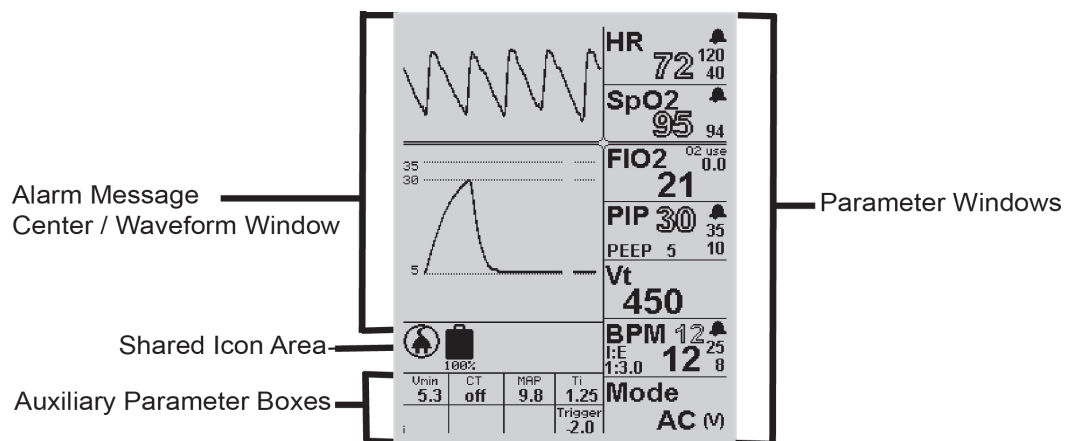 Alarm Message
Center / Waveform Window
Shared Icon Area
Auxiliary Parameter Boxes
35
30
5
100%
Vmin
5.3
CT
off
MAP
9.8
Ti
1.25
Trigger
-2.0
i
HR
72
120
40
SpO2
95
94
FIO2
O2 use
0.0
21
PIP 30
35
PEEP 5
10
Vt
450
BPM 12
I:E
1:3.0
12
25
8
Mode
AC (V)
Parameter Windows